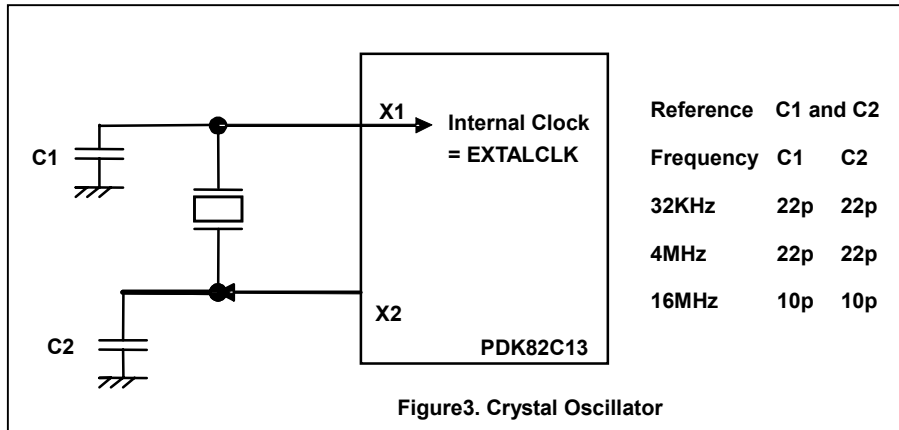 X1
Internal Clock
= EXTALCLK
C1
X2
C2
PDK82C13
Reference C1 and C2
Frequency C1 C2
32KHz 22p 22p
4MHz 22p 22p
16MHz 10p 10p
Figure3. Crystal Oscillator